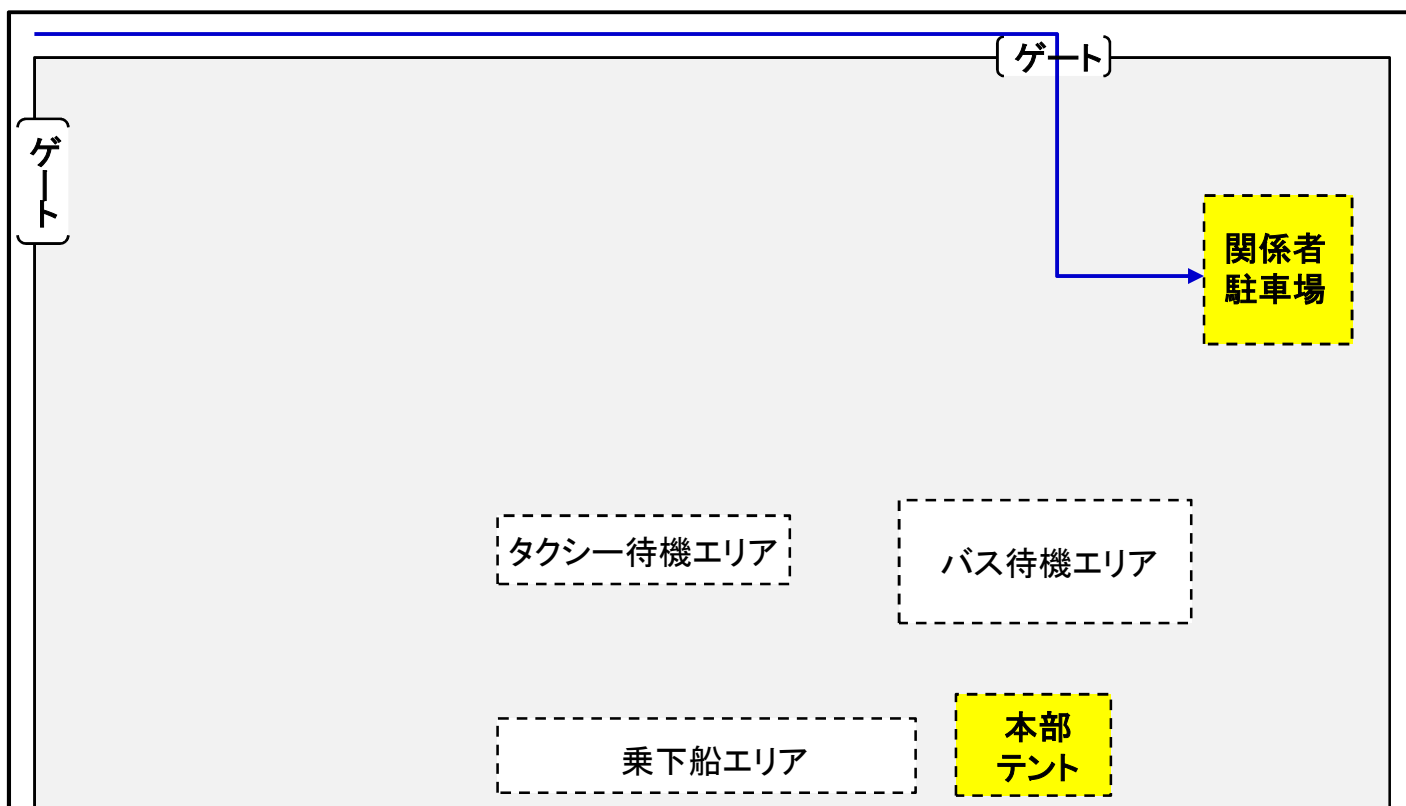 ゲート
ゲート
関係者
駐車場
タクシー待機エリア
バス待機エリア
本部
テント
乗下船エリア